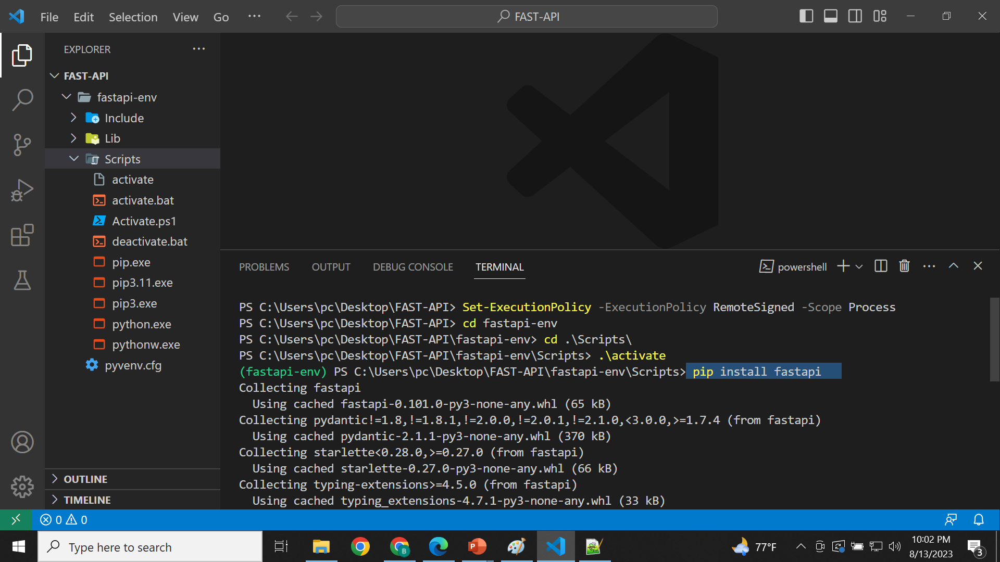 File Edit Selection View Go ···
FAST-API
EXPLORER
FAST-API
fastapi-env
Include
Lib
Scripts
activate
activate.bat
Activate.ps1
deactivate.bat
pip.exe
pip3.11.exe
pip3.exe
python.exe
pythonw.exe
pyvenv.cfg
OUTLINE
TIMELINE
PROBLEMS OUTPUT DEBUG CONSOLE TERMINAL
powershell
PS C:\Users\pc\Desktop\FAST-API> Set-ExecutionPolicy -ExecutionPolicy RemoteSigned -Scope Process
PS C:\Users\pc\Desktop\FAST-API> cd fastapi-env
PS C:\Users\pc\Desktop\FAST-API\fastapi-env> cd .\Scripts\
PS C:\Users\pc\Desktop\FAST-API\fastapi-env\Scripts> .\activate
(fastapi-env) PS C:\Users\pc\Desktop\FAST-API\fastapi-env\Scripts> pip install fastapi
Collecting fastapi
  Using cached fastapi-0.101.0-py3-none-any.whl (65 kB)
Collecting pydantic!=1.8,!=1.8.1,!=2.0.0,!=2.0.1,!=2.1.0,<3.0.0,>=1.7.4 (from fastapi)
  Using cached pydantic-2.1.1-py3-none-any.whl (370 kB)
Collecting starlette<0.28.0,>=0.27.0 (from fastapi)
  Using cached starlette-0.27.0-py3-none-any.whl (66 kB)
Collecting typing-extensions>=4.5.0 (from fastapi)
  Using cached typing_extensions-4.7.1-py3-none-any.whl (33 kB)
0 0
Type here to search
B
P
77°F
10:02 PM
8/13/2023
3